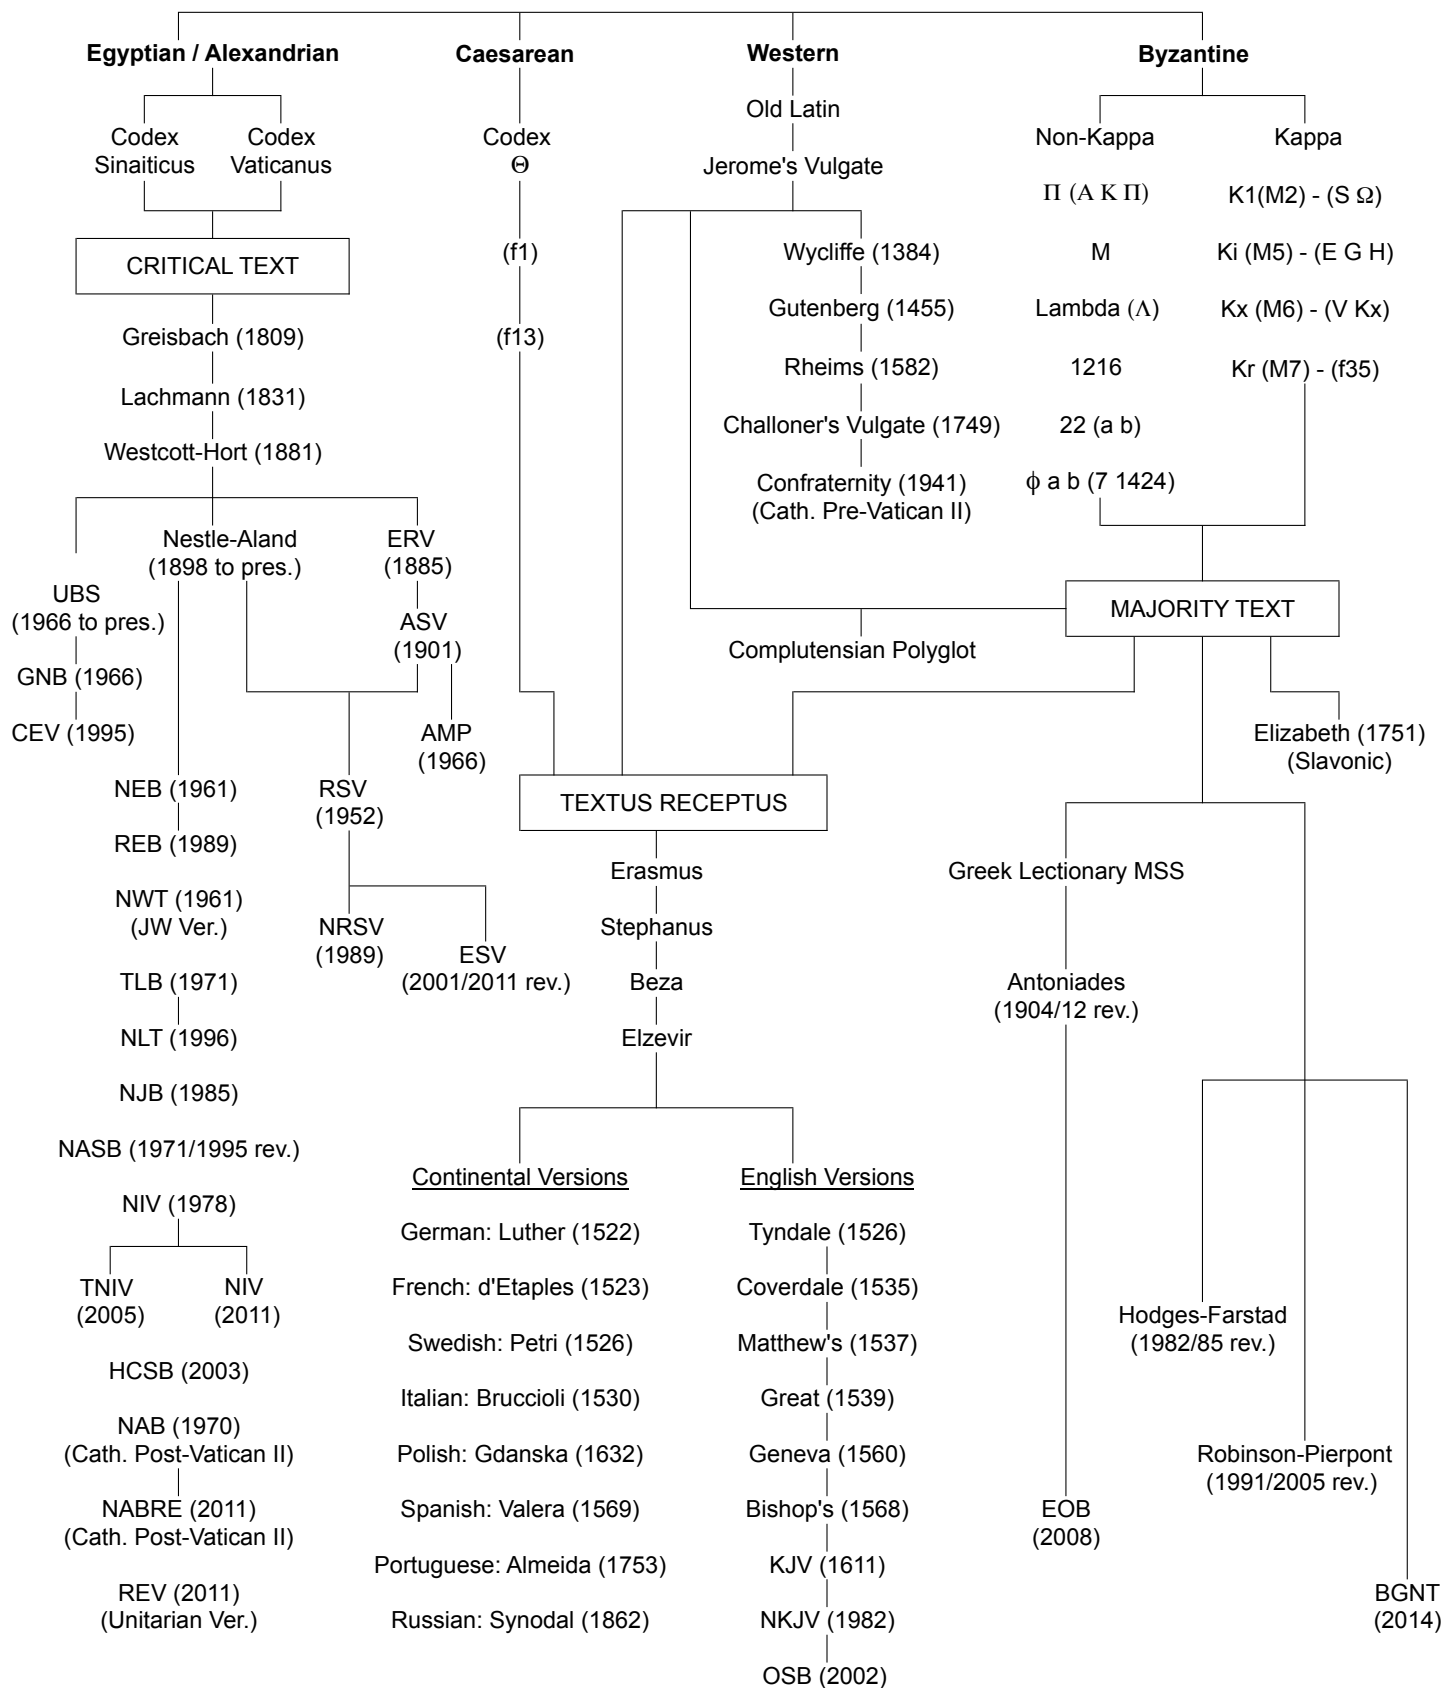 Egyptian / Alexandrian
Caesarean
Western
Byzantine
Codex
Sinaiticus
Codex
Vaticanus
CRITICAL TEXT
Greisbach (1809)
Lachmann (1831)
Westcott-Hort (1881)
UBS
(1966 to pres.)
GNB (1966)
CEV (1995)
Nestle-Aland
(1898 to pres.)
ERV
(1885)
ASV
(1901)
AMP
(1966)
NEB (1961)
REB (1989)
NWT (1961)
(JW Ver.)
TLB (1971)
NLT (1996)
NJB (1985)
NASB (1971/1995 rev.)
NIV (1978)
TNIV
(2005)
NIV
(2011)
HCSB (2003)
NAB (1970)
(Cath. Post-Vatican II)
NABRE (2011)
(Cath. Post-Vatican II)
REV (2011)
(Unitarian Ver.)
RSV
(1952)
NRSV
(1989)
ESV
(2001/2011 rev.)
Codex
Θ
(f1)
(f13)
Old Latin
Jerome's Vulgate
Wycliffe (1384)
Gutenberg (1455)
Rheims (1582)
Challoner's Vulgate (1749)
Confraternity (1941)
(Cath. Pre-Vatican II)
Complutensian Polyglot
TEXTUS RECEPTUS
Erasmus
Stephanus
Beza
Elzevir
Continental Versions
German: Luther (1522)
French: d'Etaples (1523)
Swedish: Petri (1526)
Italian: Bruccioli (1530)
Polish: Gdanska (1632)
Spanish: Valera (1569)
Portuguese: Almeida (1753)
Russian: Synodal (1862)
English Versions
Tyndale (1526)
Coverdale (1535)
Matthew's (1537)
Great (1539)
Geneva (1560)
Bishop's (1568)
KJV (1611)
NKJV (1982)
OSB (2002)
Non-Kappa
Π (A K Π)
M
Lambda (Λ)
1216
22 (a b)
ϕ a b (7 1424)
Kappa
K1(M2) - (S Ω)
Ki (M5) - (E G H)
Kx (M6) - (V Kx)
Kr (M7) - (f35)
MAJORITY TEXT
Elizabeth (1751)
(Slavonic)
Greek Lectionary MSS
Antoniades
(1904/12 rev.)
EOB
(2008)
Hodges-Farstad
(1982/85 rev.)
Robinson-Pierpont
(1991/2005 rev.)
BGNT
(2014)